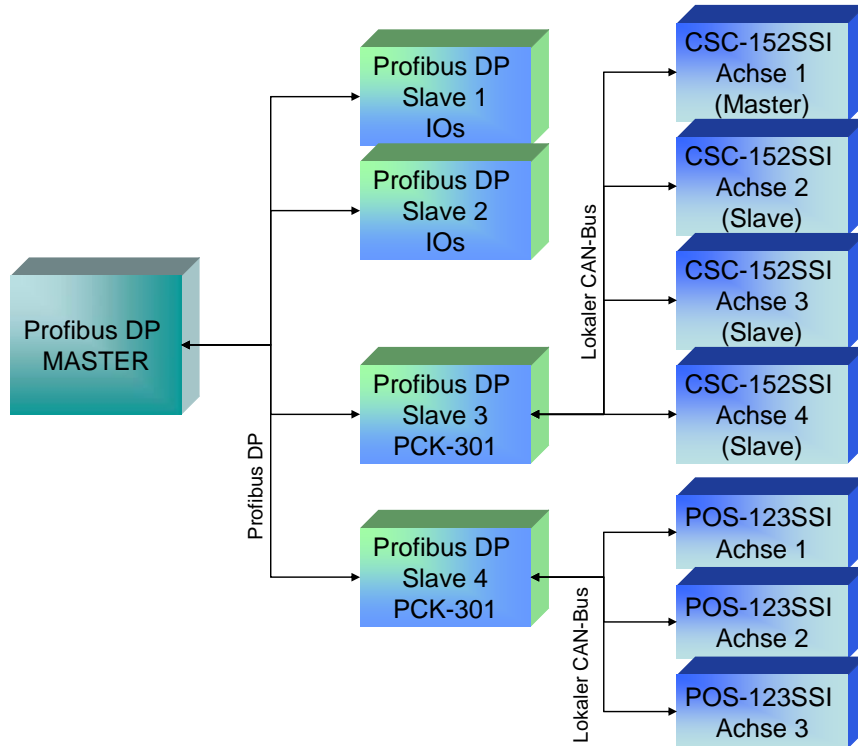 Profibus DP
MASTER
Profibus DP
Profibus DP
Slave 1
IOs
Profibus DP
Slave 2
IOs
Profibus DP
Slave 3
PCK-301
Profibus DP
Slave 4
PCK-301
Lokaler CAN-Bus
Lokaler CAN-Bus
CSC-152SSI
Achse 1
(Master)
CSC-152SSI
Achse 2
(Slave)
CSC-152SSI
Achse 3
(Slave)
CSC-152SSI
Achse 4
(Slave)
POS-123SSI
Achse 1
POS-123SSI
Achse 2
POS-123SSI
Achse 3